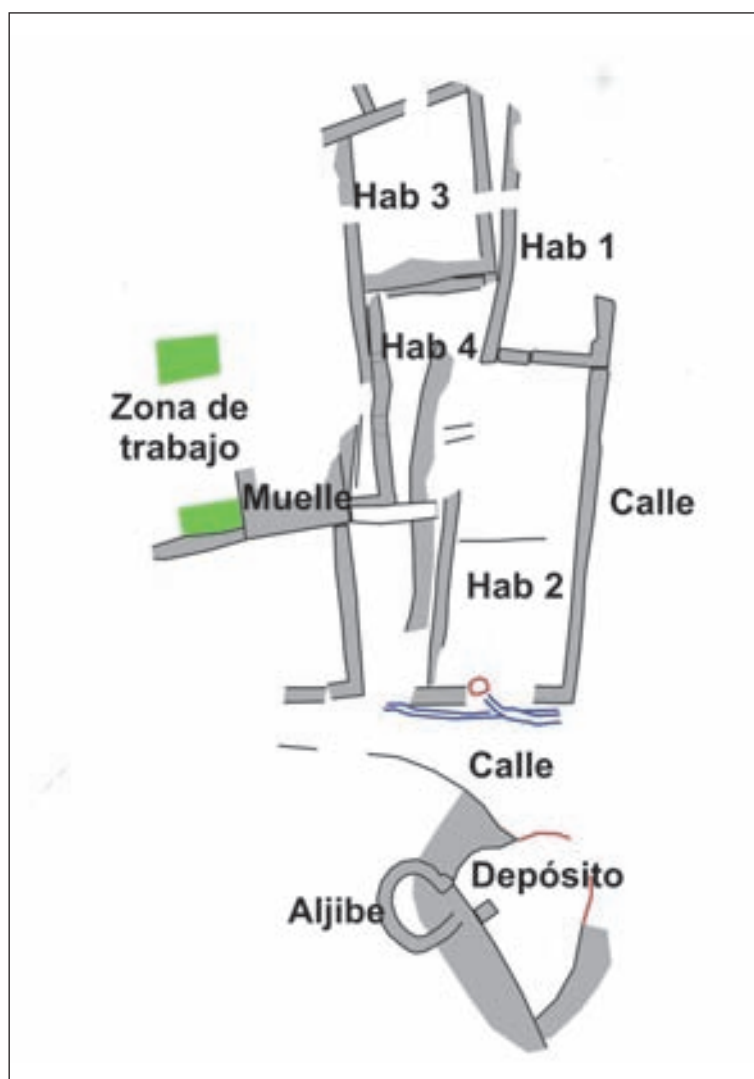 Hab 3
Hab 1
Hab 4
Zona de
trabajo
Muelle
Calle
Hab 2
Calle
Depósito
Aljibe